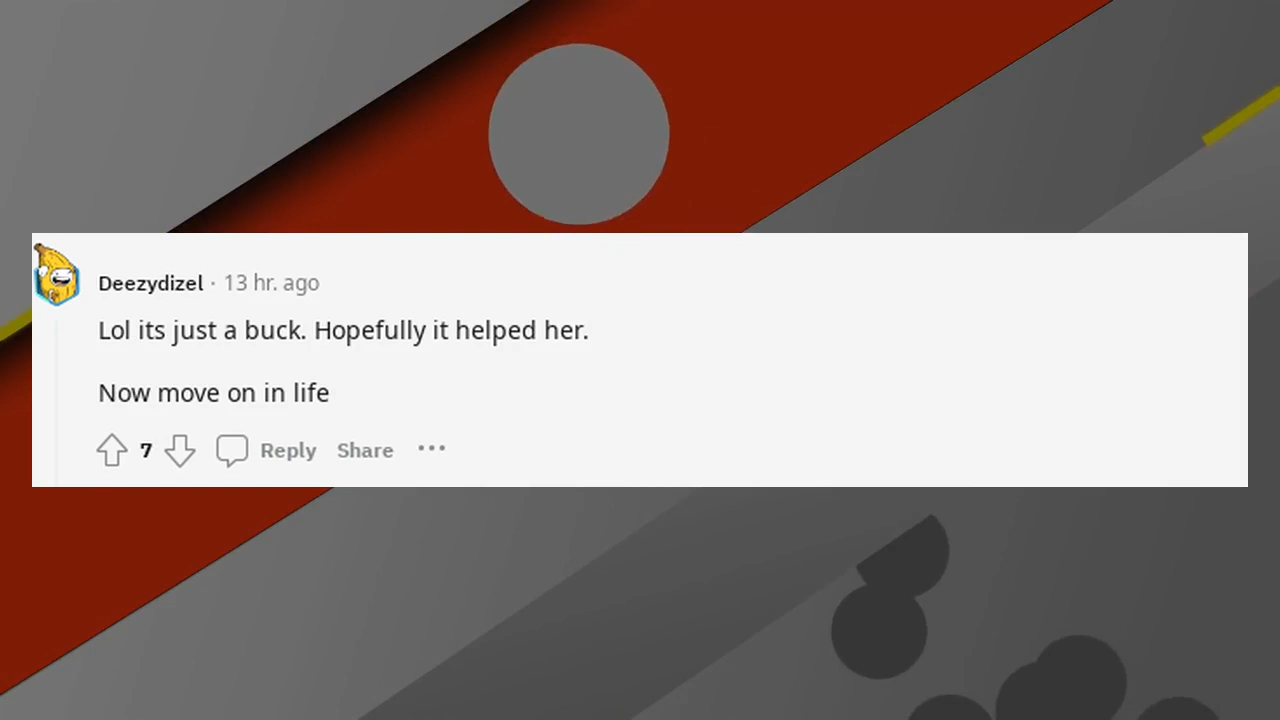 Deezydizel · 13 hr. ago
Lol its just a buck. Hopefully it helped her.
Now move on in life
7 Reply Share ···